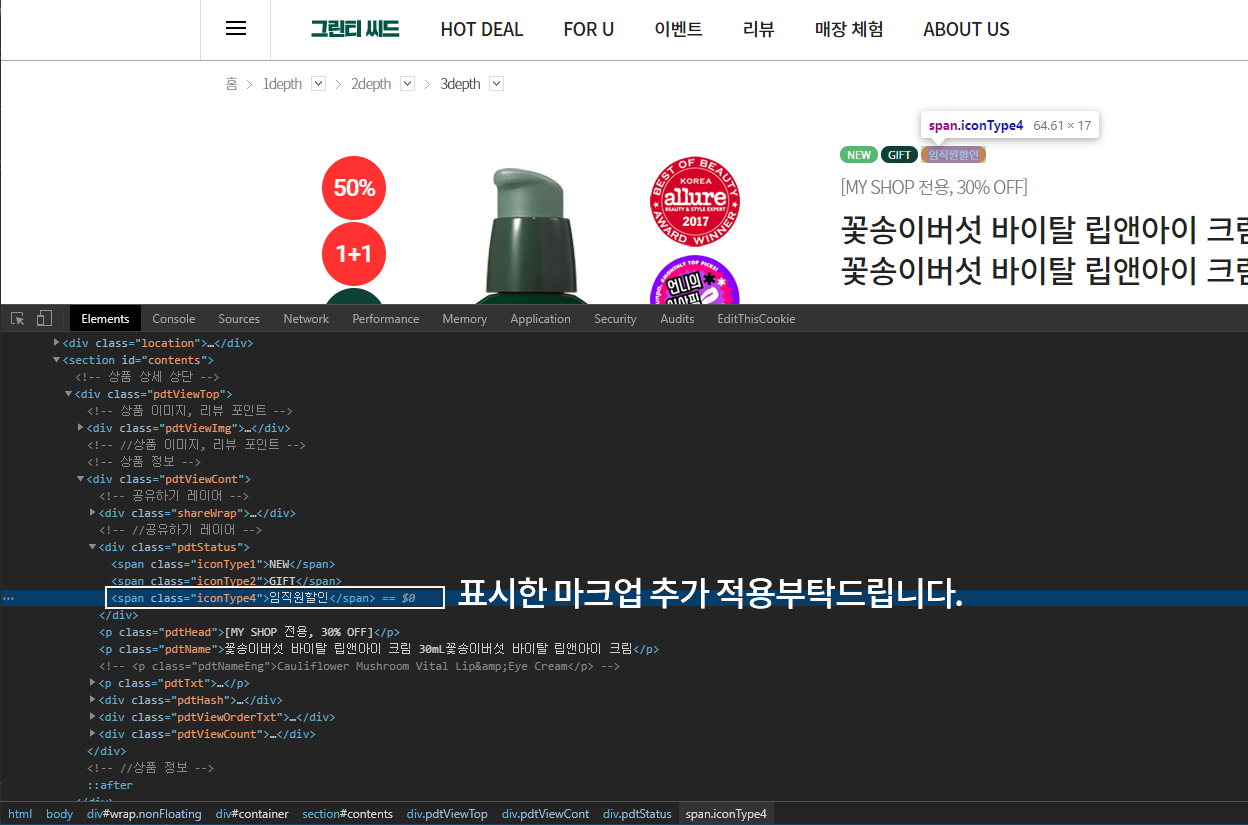 그린티 씨드 HOT DEAL FOR U 이벤트 리뷰 매장 체험 ABOUT US
홈 1depth 2depth 3depth
span.iconType4 64.61 × 17
NEW GIFT 임직원할인
[MY SHOP 전용, 30% OFF]
꽃송이버섯 바이탈 립앤아이 크림
꽃송이버섯 바이탈 립앤아이 크림
50%
1+1
BEST OF BEAUTY
KOREA
allure
BEAUTY & STYLE EXPERT
2017
AWARD WINNER
MONTHLY TOP PICKS!
언니의
Elements Console Sources Network Performance Memory Application Security Audits EditThisCookie
<div class="location">…</div>
<section id="contents">
<!-- 상품 상세 상단 -->
<div class="pdtViewTop">
<!-- 상품 이미지, 리뷰 포인트 -->
<div class="pdtViewImg">…</div>
<!-- //상품 이미지, 리뷰 포인트 -->
<!-- 상품 정보 -->
<div class="pdtViewCont">
<!-- 공유하기 레이어 -->
<div class="shareWrap">…</div>
<!-- //공유하기 레이어 -->
<div class="pdtStatus">
<span class="iconType1">NEW</span>
<span class="iconType2">GIFT</span>
<span class="iconType4">임직원할인</span> == $0
표시한 마크업 추가 적용부탁드립니다.
</div>
<p class="pdtHead">[MY SHOP 전용, 30% OFF]</p>
<p class="pdtName">꽃송이버섯 바이탈 립앤아이 크림 30mL꽃송이버섯 바이탈 립앤아이 크림</p>
<!-- <p class="pdtNameEng">Cauliflower Mushroom Vital Lip&amp;Eye Cream</p> -->
<p class="pdtTxt">…</p>
<div class="pdtHash">…</div>
<div class="pdtViewOrderTxt">…</div>
<div class="pdtViewCount">…</div>
</div>
<!-- //상품 정보 -->
::after
</div>
html body div#wrap.nonFloating div#container section#contents div.pdtViewTop div.pdtViewCont div.pdtStatus span.iconType4